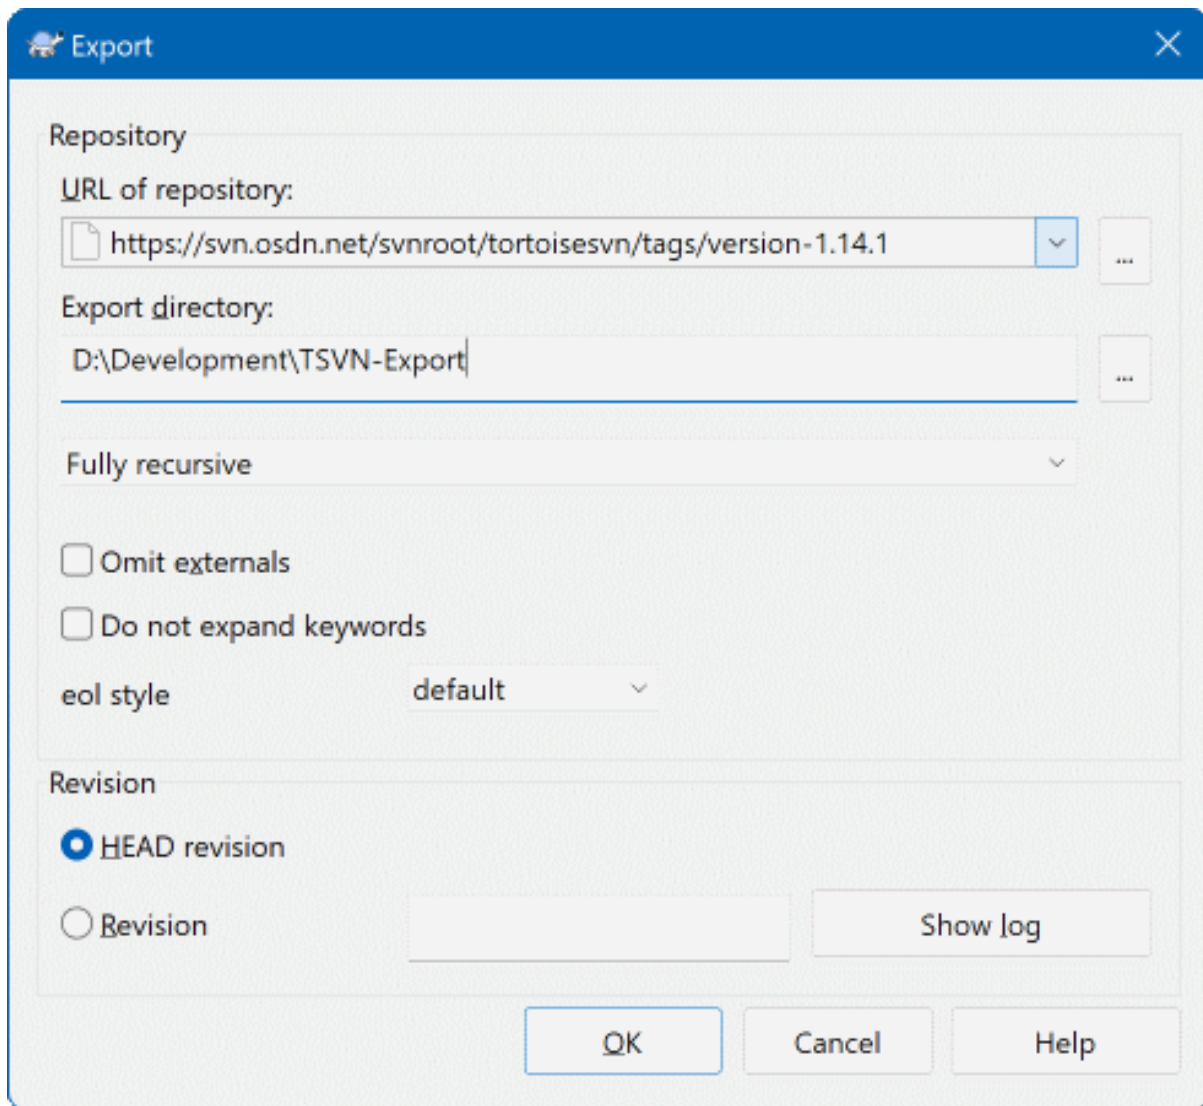 Export
Repository
URL of repository:
https://svn.osdn.net/svnroot/tortoisesvn/tags/version-1.14.1
...
Export directory:
D:\Development\TSVN-Export
...
Fully recursive
Omit externals
Do not expand keywords
eol style default
Revision
HEAD revision
Revision Show log
OK Cancel Help